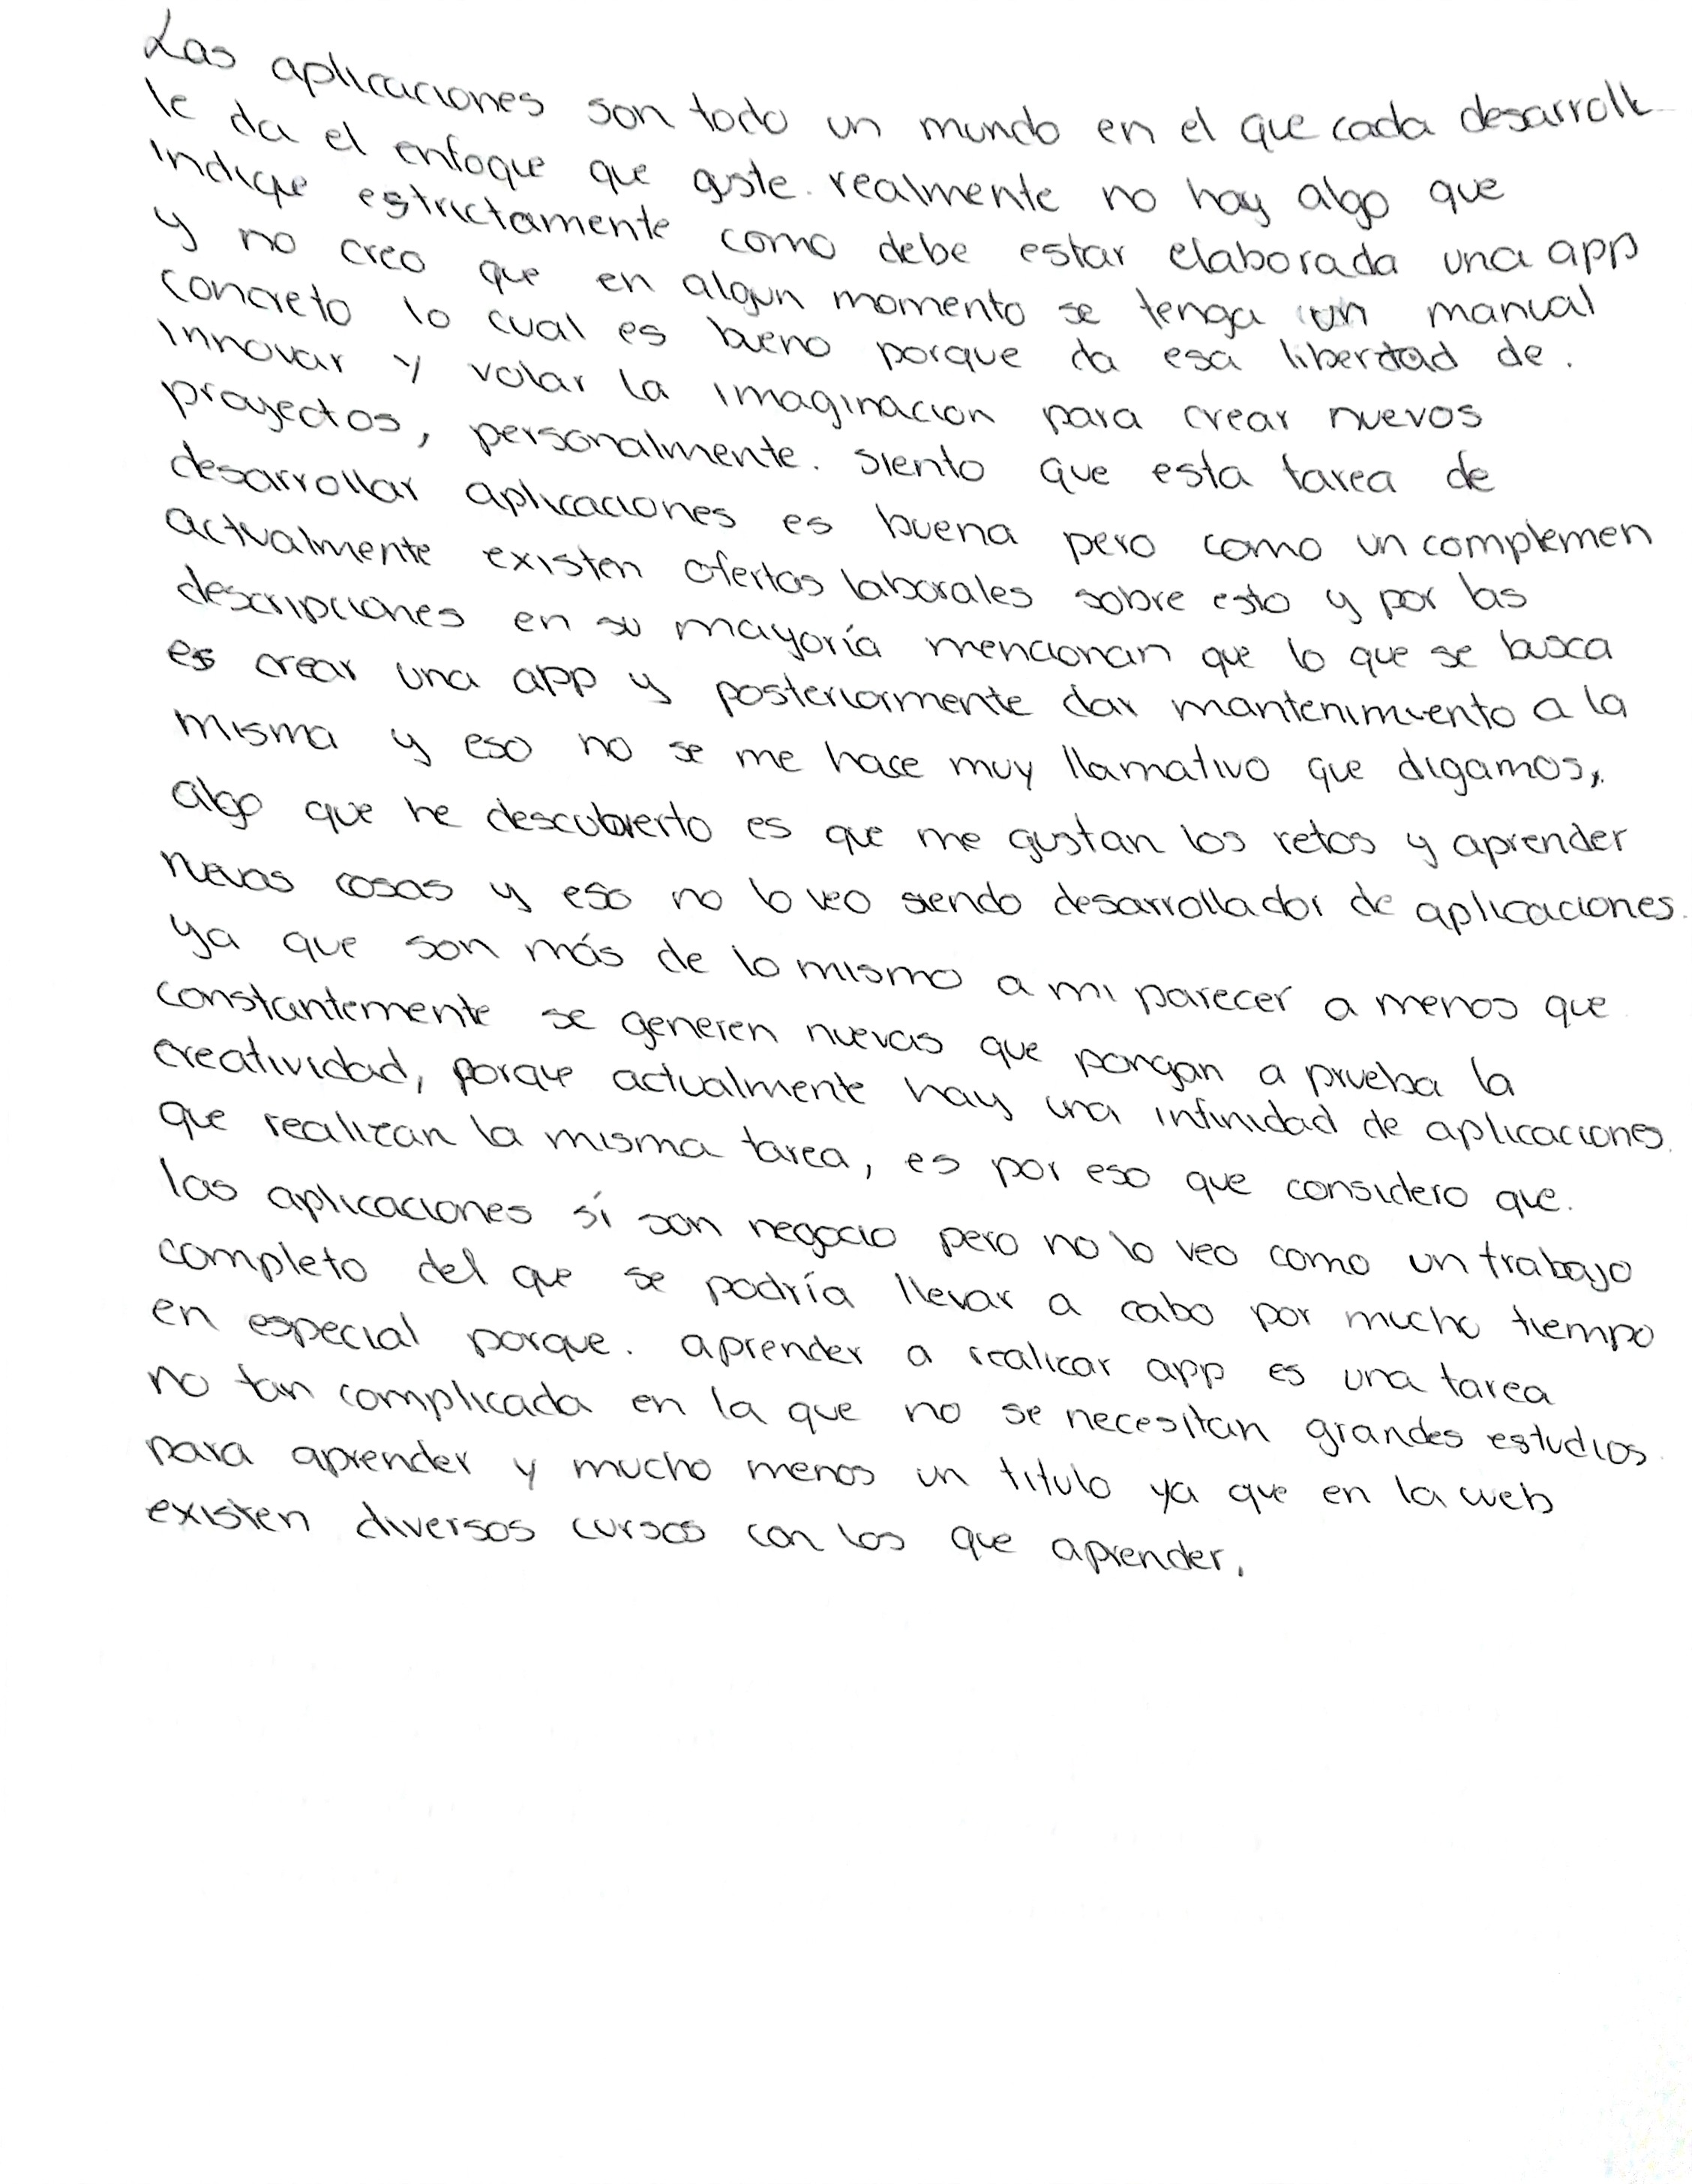 Las aplicaciones son todo un mundo en el que cada desarroll
le da el enfoque que guste. realmente no hay algo que
indique estrictamente como debe estar elaborada una app
y no creo que en algun momento se tenga un manual
concreto lo cual es bueno porque da esa libertad de.
innovar y volar la imaginacion para crear nuevos
proyectos, personalmente. siento que esta tarea de
desarrollar aplicaciones es buena pero como un complemen
actualmente existen ofertas laborales sobre esto y por las
descripciones en su mayoría mencionan que lo que se busca
es crear una app y posteriormente dar mantenimiento a la
misma y eso no se me hace muy llamativo que digamos,
algo que he descubierto es que me gustan los retos y aprender
nuevas cosas y eso no lo veo siendo desarrollador de aplicaciones.
ya que son más de lo mismo a mi parecer a menos que
constantemente se generen nuevas que pongan a prueba la
creatividad, porque actualmente hay una infinidad de aplicaciones.
que realizan la misma tarea, es por eso que considero que.
las aplicaciones sí son negocio pero no lo veo como un trabajo
completo del que se podría llevar a cabo por mucho tiempo
en especial porque. aprender a realizar app es una tarea
no tan complicada en la que no se necesitan grandes estudios
para aprender y mucho menos un titulo ya que en la web
existen diversos cursos con los que aprender.